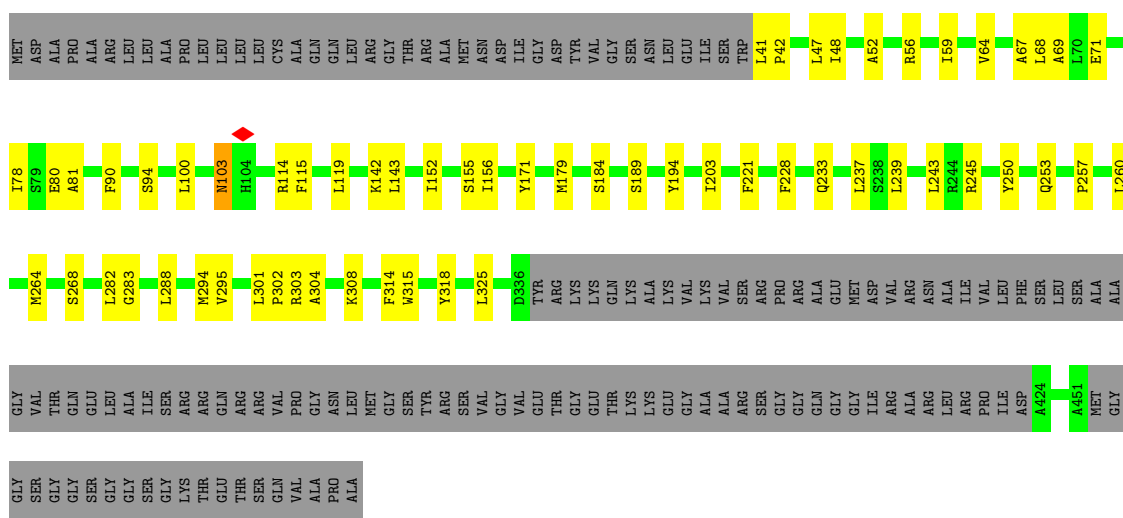 MET ASP ALA PRO ALA ARG LEU LEU ALA PRO LEU LEU LEU LEU CYS ALA GLN GLN LEU ARG GLY THR ARG ALA MET ASN ASP ILE GLY ASP TYR VAL GLY SER ASN LEU GLU ILE SER TRP L41 P42 L47 I48 A52 R56 I59 V64 A67 L68 A69 L70 E71
I78 S79 E80 A81 F90 S94 L100 N103 H104 R114 F115 L119 K142 L143 I152 S155 I156 Y171 M179 S184 S189 Y194 I203 F221 F228 Q233 L237 S238 L239 L243 R244 R245 Y250 Q253 P257 L260
M264 S268 L282 G283 L288 M294 V295 L301 P302 R303 A304 K308 F314 W315 Y318 L325 D336 TYR ARG LYS LYS GLN LYS ALA LYS VAL LYS VAL SER ARG PRO ARG ALA GLU MET ASP VAL ARG ASN ALA ILE VAL LEU PHE SER LEU SER ALA ALA
GLY VAL THR GLN GLU LEU ALA ILE SER ARG ARG GLN ARG ARG VAL PRO GLY ASN LEU MET GLY SER TYR ARG SER VAL GLY VAL GLU THR GLY GLU THR LYS LYS GLU GLY ALA ALA ARG SER GLY GLY GLN GLY GLY ILE ARG ALA ARG LEU ARG PRO ILE ASP A424 A451 MET GLY
GLY SER GLY GLY SER GLY GLY SER GLY LYS THR GLU THR SER GLN VAL ALA PRO ALA